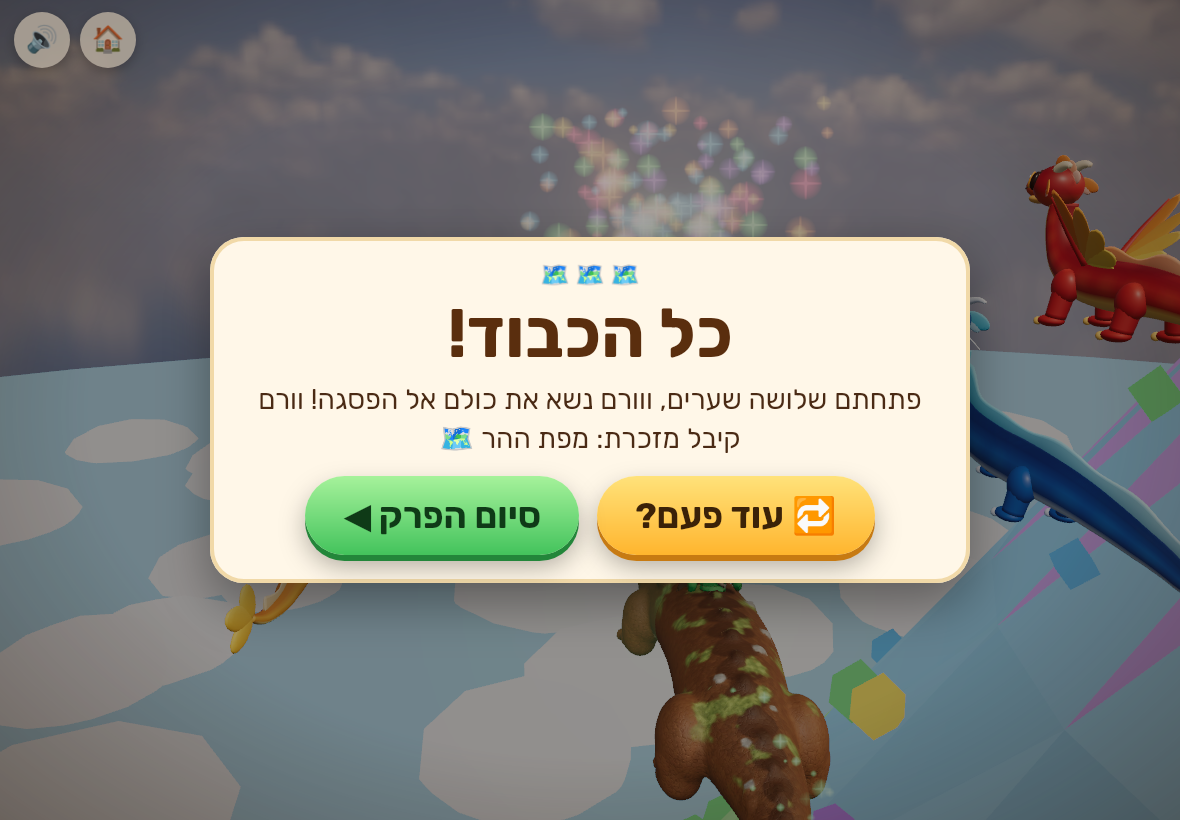 כל הכבוד!
פתחתם שלושה שערים, ווורם נשא את כולם אל הפסגה! וורם
קיבל מזכרת: מפת ההר 🗺️
🔁 עוד פעם?
סיום הפרק ◀